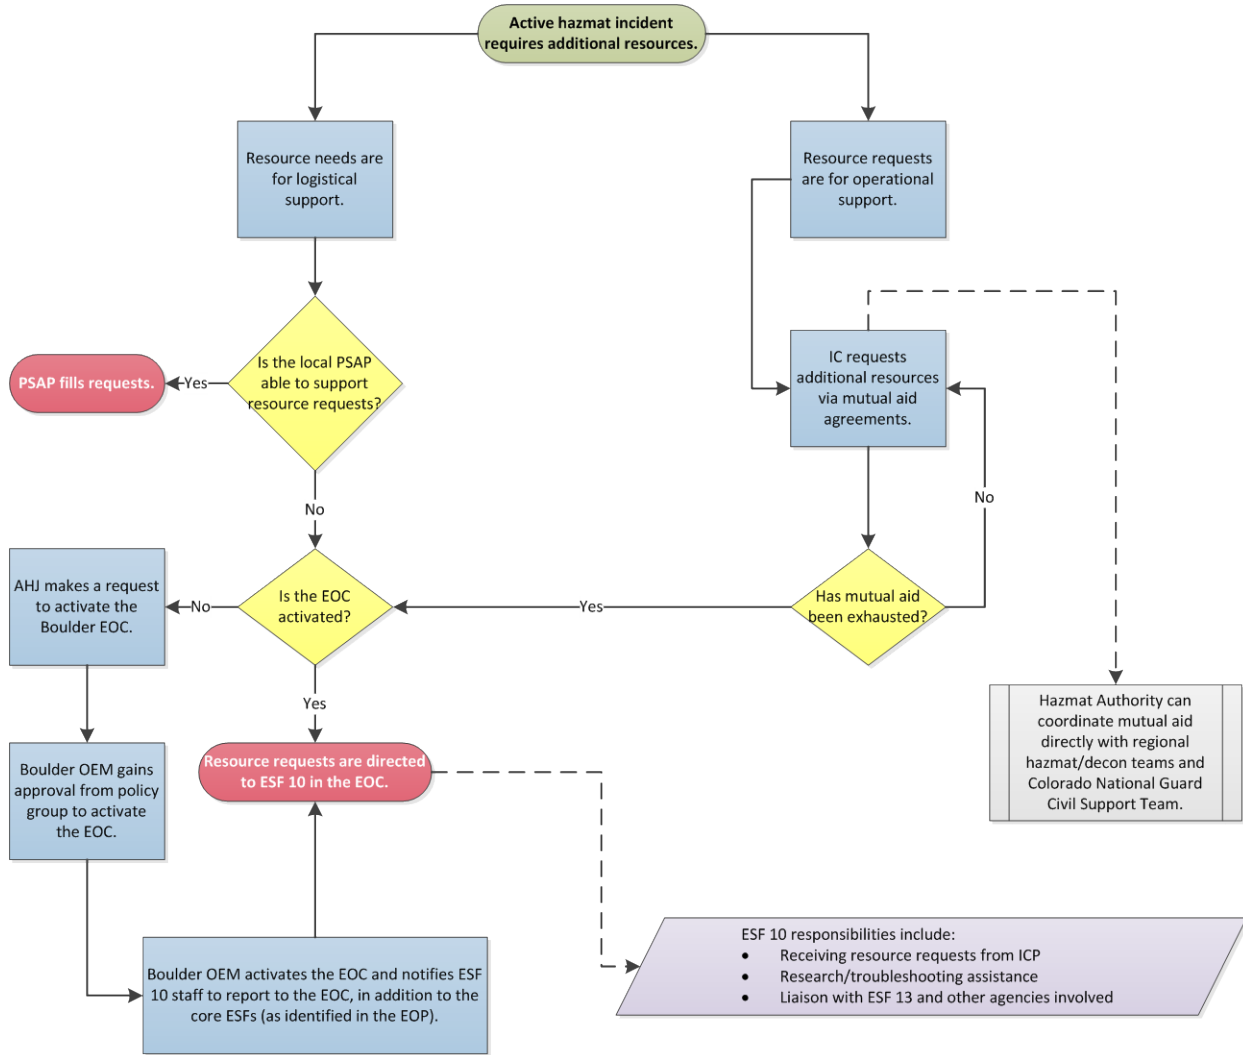 Active hazmat incident
requires additional resources.
Resource needs are
for logistical
support.
Resource requests
are for operational
support.
Is the local PSAP
able to support
resource requests?
Yes
PSAP fills requests.
IC requests
additional resources
via mutual aid
agreements.
No
No
AHJ makes a request
to activate the
Boulder EOC.
No
Is the EOC
activated?
Yes
Has mutual aid
been exhausted?
Yes
Hazmat Authority can
coordinate mutual aid
directly with regional
hazmat/decon teams and
Colorado National Guard
Civil Support Team.
Boulder OEM gains
approval from policy
group to activate
the EOC.
Resource requests are directed
to ESF 10 in the EOC.
Boulder OEM activates the EOC and notifies ESF
10 staff to report to the EOC, in addition to the
core ESFs (as identified in the EOP).
ESF 10 responsibilities include:
• Receiving resource requests from ICP
• Research/troubleshooting assistance
• Liaison with ESF 13 and other agencies involved